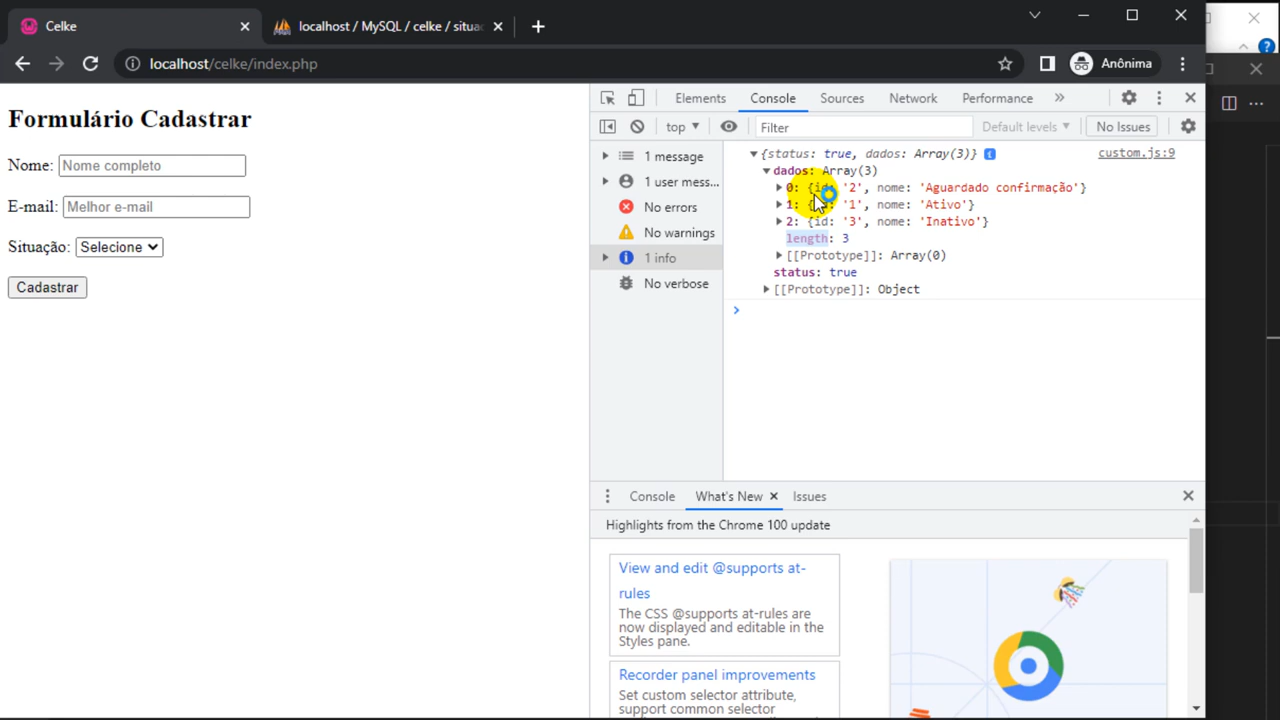 Celke
localhost / MySQL / celke / situa
localhost/celke/index.php
Anônima
Elements Console Sources Network Performance »
top Filter Default levels No Issues
Formulário Cadastrar
Nome: Nome completo
E-mail: Melhor e-mail
Situação: Selecione
Cadastrar
1 message
1 user mess...
No errors
No warnings
1 info
No verbose
{status: true, dados: Array(3)} custom.js:9
dados: Array(3)
0: {id: '2', nome: 'Aguardado confirmação'}
1: '1', nome: 'Ativo'}
2: {id: '3', nome: 'Inativo'}
length: 3
[[Prototype]]: Array(0)
status: true
[[Prototype]]: Object
Console What's New Issues
Highlights from the Chrome 100 update
View and edit @supports at-
rules
The CSS @supports at-rules are
now displayed and editable in the
Styles pane.
Recorder panel improvements
Set custom selector attribute,
support common selector